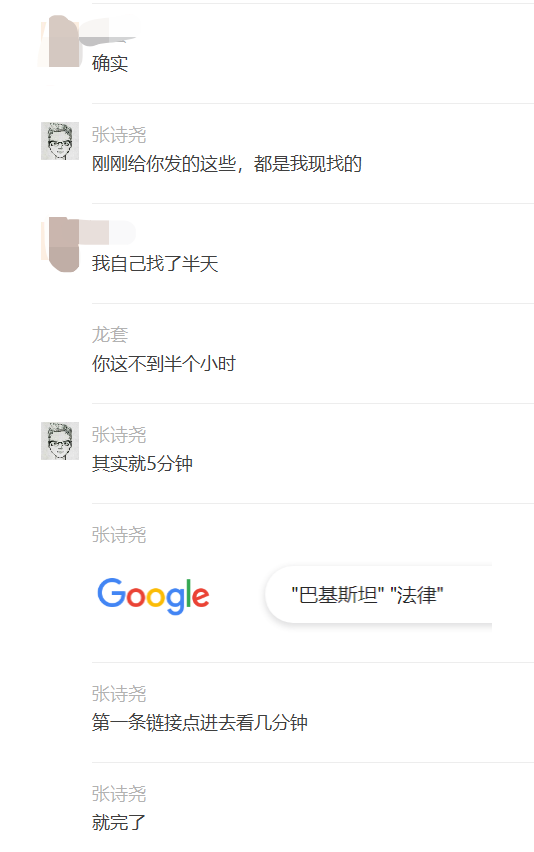 确实
张诗尧
刚刚给你发的这些，都是我现找的
我自己找了半天
龙套
你这不到半个小时
张诗尧
其实就5分钟
张诗尧
Google
"巴基斯坦" "法律"
张诗尧
第一条链接点进去看几分钟
张诗尧
就完了